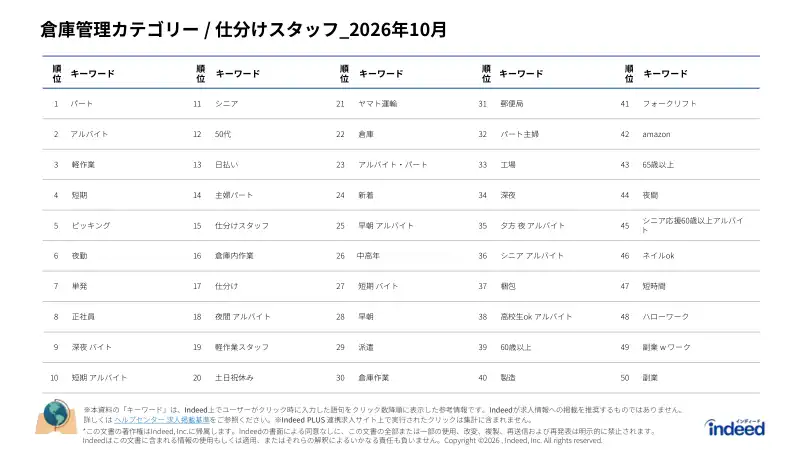 倉庫管理カテゴリー / 仕分けスタッフ_2026年10月
順位 キーワード 順位 キーワード 順位 キーワード 順位 キーワード 順位 キーワード
1 パート 11 シニア 21 ヤマト運輸 31 郵便局 41 フォークリフト
2 アルバイト 12 50代 22 倉庫 32 パート主婦 42 amazon
3 軽作業 13 日払い 23 アルバイト・パート 33 工場 43 65歳以上
4 短期 14 主婦パート 24 新着 34 深夜 44 夜間
5 ピッキング 15 仕分けスタッフ 25 早朝 アルバイト 35 夕方 夜 アルバイト 45 シニア応援60歳以上アルバイト
6 夜勤 16 倉庫内作業 26 中高年 36 シニア アルバイト 46 ネイルok
7 単発 17 仕分け 27 短期 バイト 37 梱包 47 短時間
8 正社員 18 夜間 アルバイト 28 早朝 38 高校生ok アルバイト 48 ハローワーク
9 深夜 バイト 19 軽作業スタッフ 29 派遣 39 60歳以上 49 副業 w ワーク
10 短期 アルバイト 20 土日祝休み 30 倉庫作業 40 製造 50 副業
※本資料の「キーワード」は、Indeed上でユーザーがクリック時に入力した語句をクリック数降順に表示した参考情報です。Indeedが求人情報への掲載を推奨するものではありません。
詳しくは ヘルプセンター 求人掲載基準をご参照ください。※Indeed PLUS 連携求人サイト上で実行されたクリックは集計に含まれません。
*この文書の著作権はIndeed, Inc.に帰属します。Indeedの書面による同意なしに、この文書の全部または一部の使用、改変、複製、再送信および再発表は明示的に禁止されます。
Indeedはこの文書に含まれる情報の使用もしくは適用、またはそれらの解釈によるいかなる責任も負いません。Copyright ©2026 , Indeed, Inc. All rights reserved.
インディード
indeed